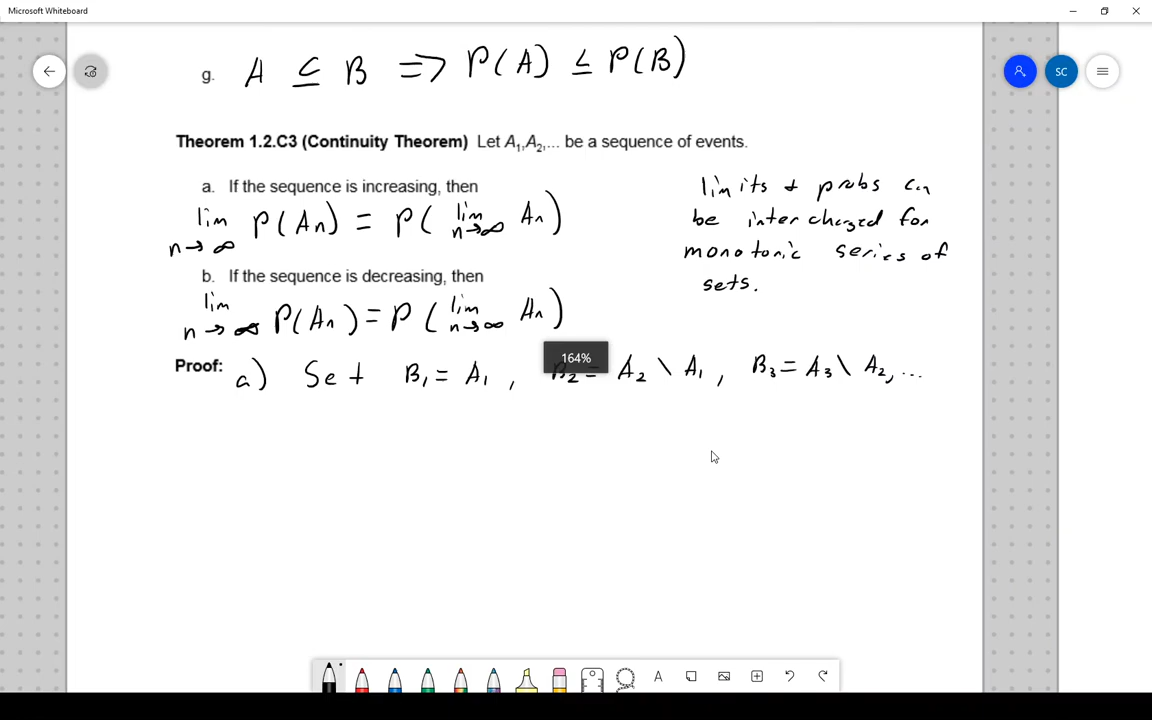 Microsoft Whiteboard
SC
g. A ⊆ B ⟹ P(A) ≤ P(B)
Theorem 1.2.C3 (Continuity Theorem) Let A₁,A₂,... be a sequence of events.
a. If the sequence is increasing, then
lim n→∞ P(An) = P( lim n→∞ An)
limits + probs can
be interchanged for
monotonic series of
sets.
b. If the sequence is decreasing, then
lim n→∞ P(An) = P( lim n→∞ An)
164%
Proof: a) Set B₁ = A₁, B₂ = A₂ \ A₁, B₃ = A₃ \ A₂, ...
A